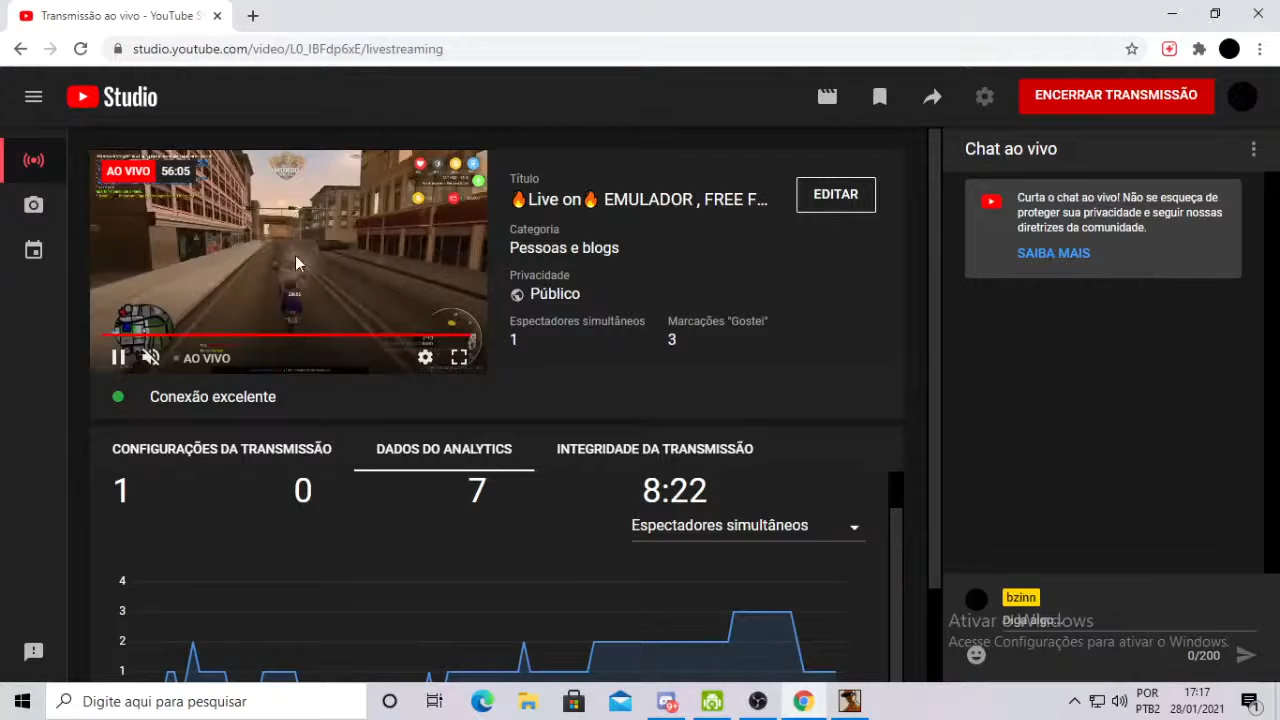 Transmissão ao vivo - YouTube S
studio.youtube.com/video/L0_IBFdp6xE/livestreaming
Studio
ENCERRAR TRANSMISSÃO
AO VIVO 56:05
AO VIVO
Título
🔥Live on🔥 EMULADOR , FREE F...
EDITAR
Categoria
Pessoas e blogs
Privacidade
Público
Espectadores simultâneos
Marcações "Gostei"
1
3
Conexão excelente
CONFIGURAÇÕES DA TRANSMISSÃO
DADOS DO ANALYTICS
INTEGRIDADE DA TRANSMISSÃO
1
0
7
8:22
Espectadores simultâneos
4
3
2
1
Chat ao vivo
Curta o chat ao vivo! Não se esqueça de
proteger sua privacidade e seguir nossas
diretrizes da comunidade.
SAIBA MAIS
bzinn
Diga algo...
Ativar o Windows
Acesse Configurações para ativar o Windows.
0/200
Digite aqui para pesquisar
POR
PTB2
17:17
28/01/2021